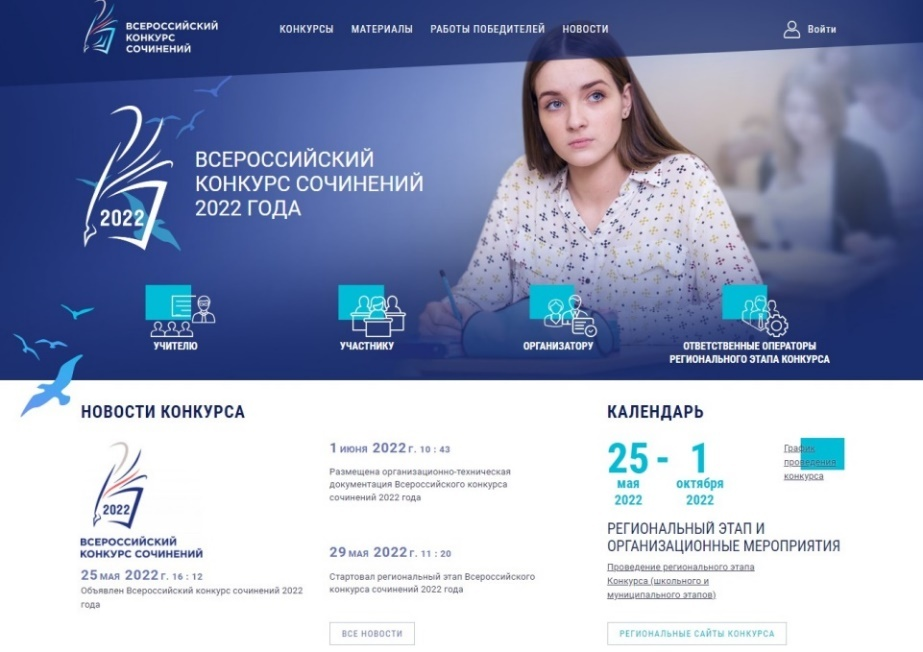 ВСЕРОССИЙСКИЙ
КОНКУРС
СОЧИНЕНИЙ
КОНКУРСЫ МАТЕРИАЛЫ РАБОТЫ ПОБЕДИТЕЛЕЙ НОВОСТИ
Войти
2022
ВСЕРОССИЙСКИЙ
КОНКУРС СОЧИНЕНИЙ
2022 ГОДА
УЧИТЕЛЮ
УЧАСТНИКУ
ОРГАНИЗАТОРУ
ОТВЕТСТВЕННЫЕ ОПЕРАТОРЫ
РЕГИОНАЛЬНОГО ЭТАПА КОНКУРСА
НОВОСТИ КОНКУРСА
2022
ВСЕРОССИЙСКИЙ
КОНКУРС СОЧИНЕНИЙ
25 МАЯ 2022 Г. 16 : 12
Объявлен Всероссийский конкурс сочинений 2022
года
1 ИЮНЯ 2022 Г. 10 : 43
Размещена организационно-техническая
документация Всероссийского конкурса
сочинений 2022 года
29 МАЯ 2022 Г. 11 : 20
Стартовал региональный этап Всероссийского
конкурса сочинений 2022 года
ВСЕ НОВОСТИ
КАЛЕНДАРЬ
25 - 1
мая октября
2022 2022
График
проведения
конкурса
РЕГИОНАЛЬНЫЙ ЭТАП И
ОРГАНИЗАЦИОННЫЕ МЕРОПРИЯТИЯ
Проведение регионального этапа
Конкурса (школьного и
муниципального этапов)
РЕГИОНАЛЬНЫЕ САЙТЫ КОНКУРСА